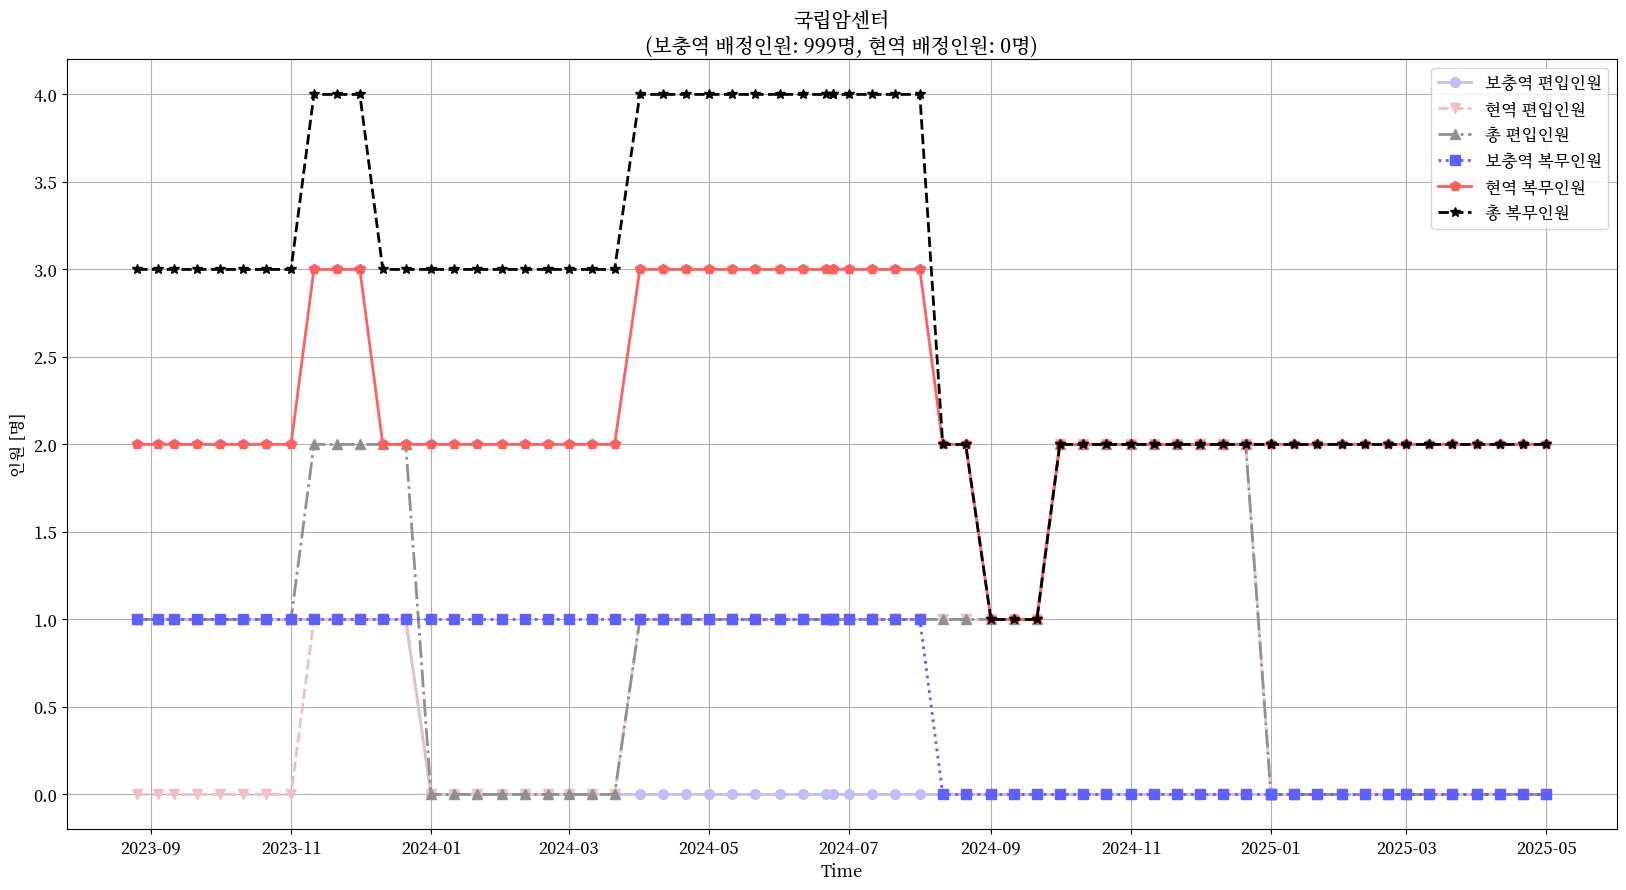 국립암센터
(보충역 배정인원: 999명, 현역 배정인원: 0명)
보충역 편입인원
현역 편입인원
총 편입인원
보충역 복무인원
현역 복무인원
총 복무인원
인원 [명]
4.0
3.5
3.0
2.5
2.0
1.5
1.0
0.5
0.0
2023-09
2023-11
2024-01
2024-03
2024-05
2024-07
2024-09
2024-11
2025-01
2025-03
2025-05
Time